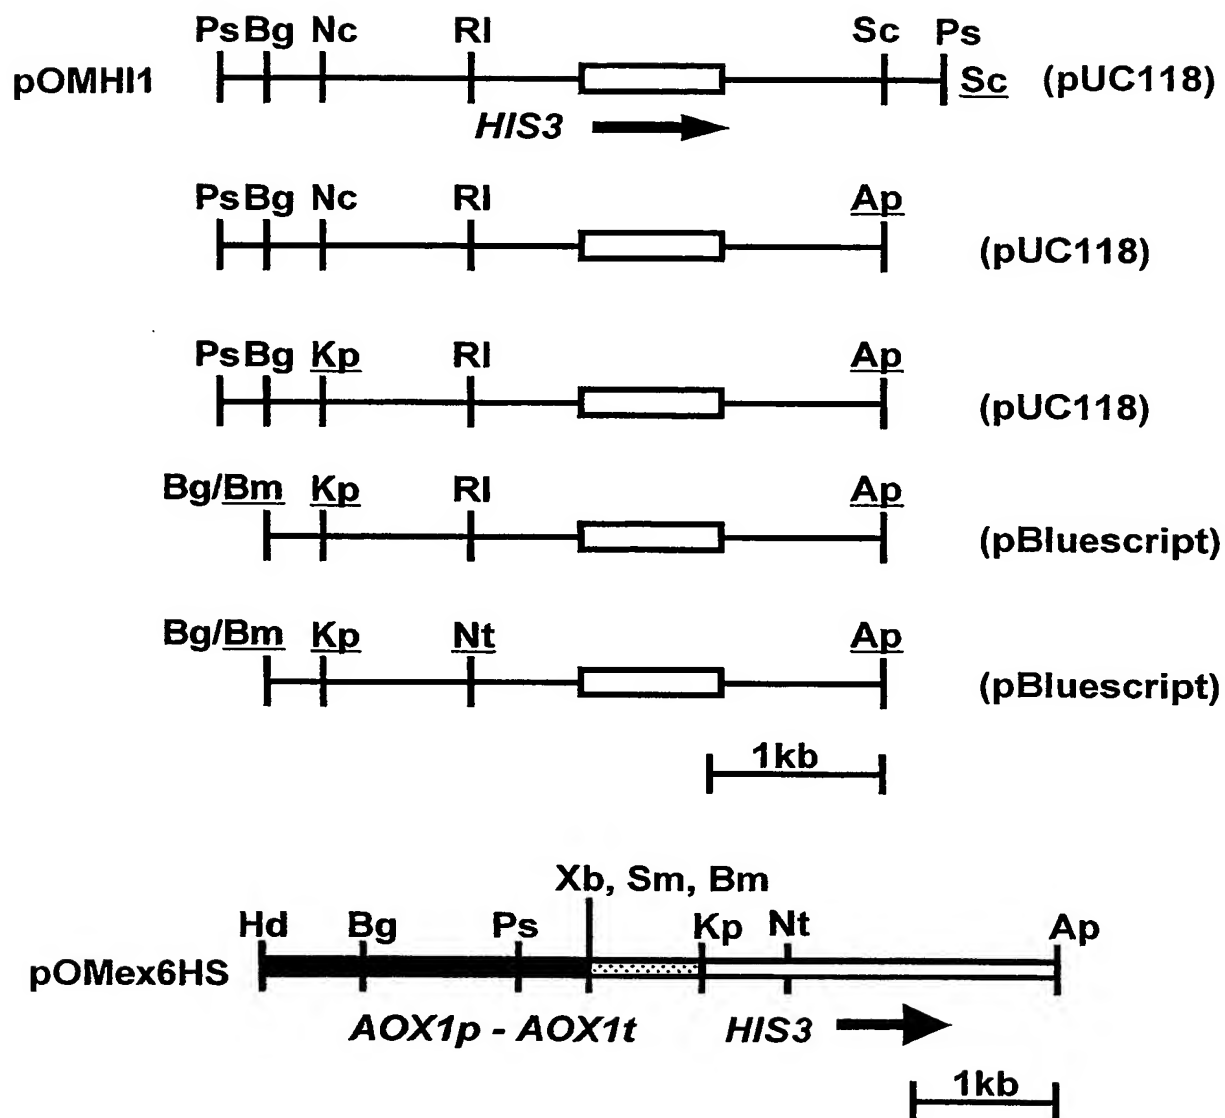 Ps Bg Nc RI Sc Ps
pOMHI1 Sc (pUC118)
HIS3
Ps Bg Nc RI Ap
(pUC118)
Ps Bg Kp RI Ap
(pUC118)
Bg/Bm Kp RI Ap
(pBluescript)
Bg/Bm Kp Nt Ap
(pBluescript)
1kb
Xb, Sm, Bm
Hd Bg Ps Kp Nt Ap
pOMex6HS
AOX1p - AOX1t HIS3
1kb